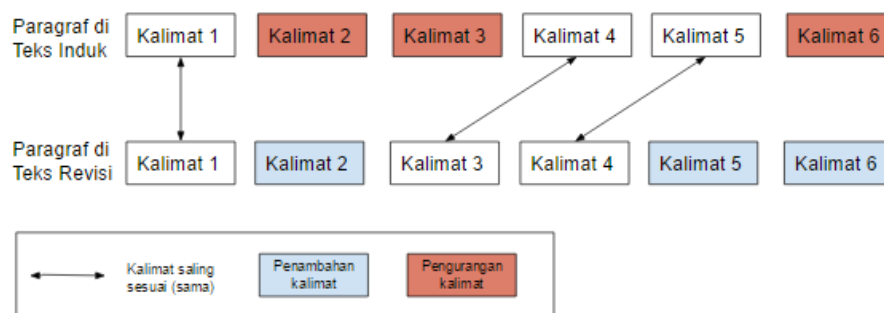 Paragraf di
Teks Induk
Kalimat 1
Kalimat 2
Kalimat 3
Kalimat 4
Kalimat 5
Kalimat 6
Paragraf di
Teks Revisi
Kalimat 1
Kalimat 2
Kalimat 3
Kalimat 4
Kalimat 5
Kalimat 6
Kalimat saling
sesuai (sama)
Penambahan
kalimat
Pengurangan
kalimat